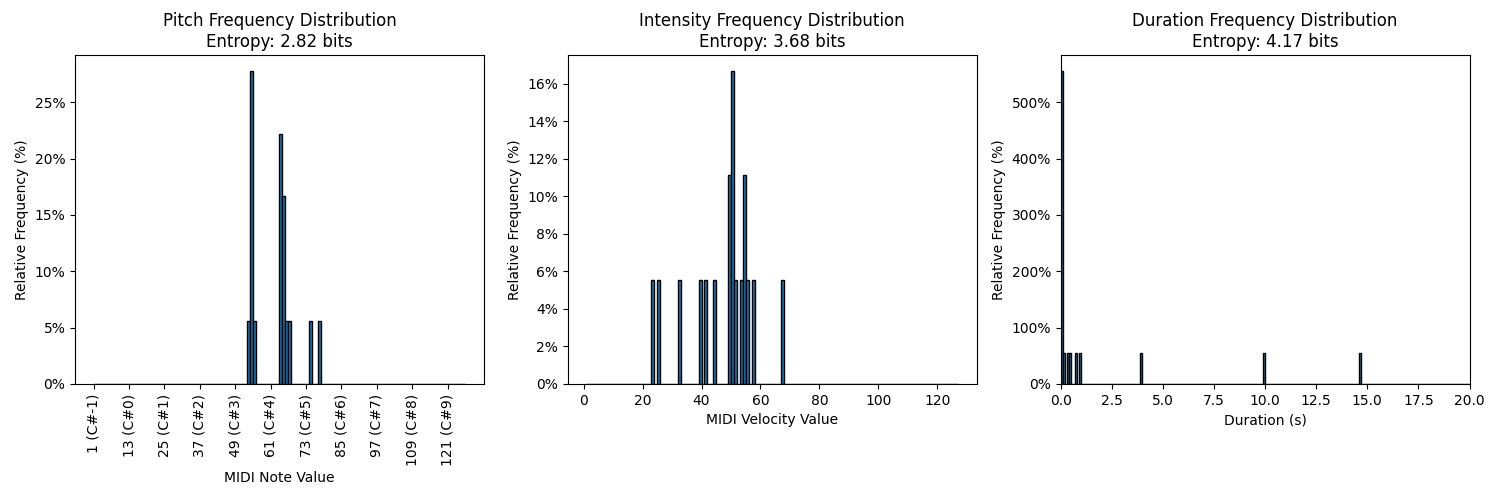 Pitch Frequency Distribution
Entropy: 2.82 bits
Relative Frequency (%)
25%
20%
15%
10%
5%
0%
1 (C#-1)
13 (C#0)
25 (C#1)
37 (C#2)
49 (C#3)
61 (C#4)
73 (C#5)
85 (C#6)
97 (C#7)
109 (C#8)
121 (C#9)
MIDI Note Value
Intensity Frequency Distribution
Entropy: 3.68 bits
Relative Frequency (%)
16%
14%
12%
10%
8%
6%
4%
2%
0%
0 20 40 60 80 100 120
MIDI Velocity Value
Duration Frequency Distribution
Entropy: 4.17 bits
Relative Frequency (%)
500%
400%
300%
200%
100%
0%
0.0 2.5 5.0 7.5 10.0 12.5 15.0 17.5 20.0
Duration (s)